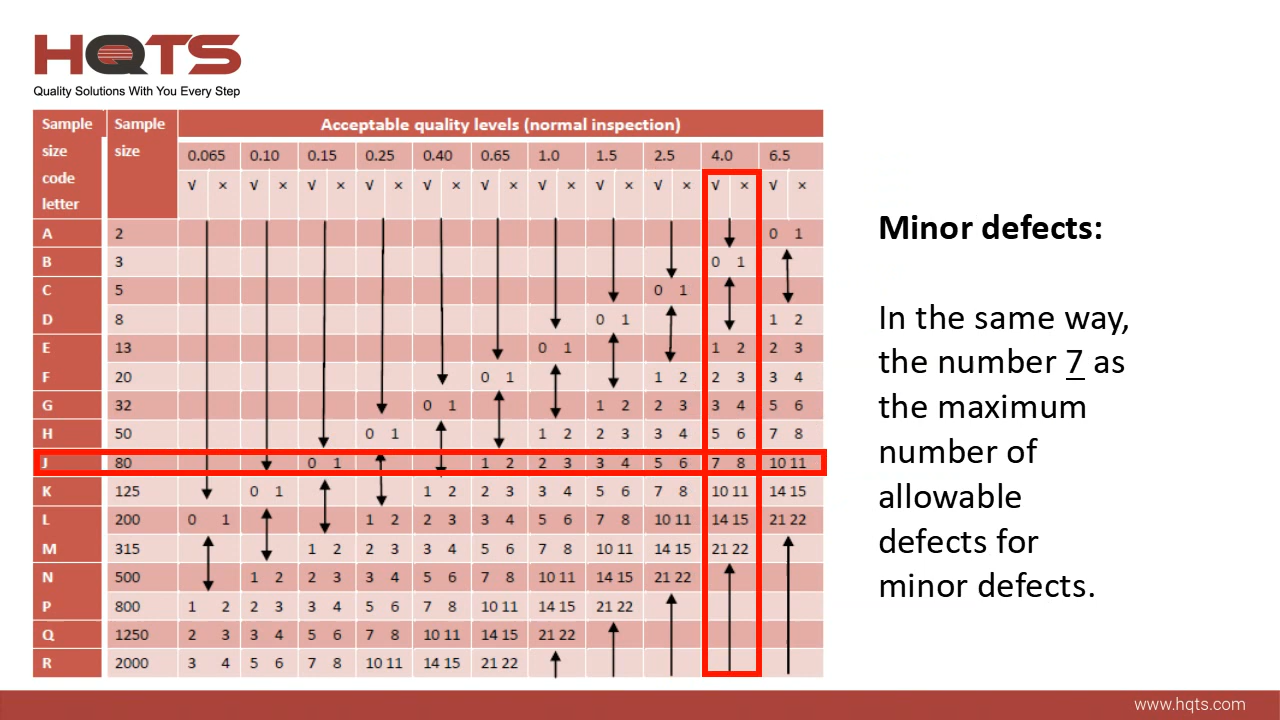 HQTS
Quality Solutions With You Every Step
Sample size code letter Sample size Acceptable quality levels (normal inspection)
0.065 0.10 0.15 0.25 0.40 0.65 1.0 1.5 2.5 4.0 6.5
√ × √ × √ × √ × √ × √ × √ × √ × √ × √ × √ ×
A 2 0 1
B 3 0 1
C 5 0 1
D 8 0 1 1 2
E 13 0 1 1 2 2 3
F 20 0 1 1 2 2 3 3 4
G 32 0 1 1 2 2 3 3 4 5 6
H 50 0 1 1 2 2 3 3 4 5 6 7 8
J 80 0 1 1 2 2 3 3 4 5 6 7 8 10 11
K 125 0 1 1 2 2 3 3 4 5 6 7 8 10 11 14 15
L 200 0 1 1 2 2 3 3 4 5 6 7 8 10 11 14 15 21 22
M 315 1 2 2 3 3 4 5 6 7 8 10 11 14 15 21 22
N 500 1 2 2 3 3 4 5 6 7 8 10 11 14 15 21 22
P 800 1 2 2 3 3 4 5 6 7 8 10 11 14 15 21 22
Q 1250 2 3 3 4 5 6 7 8 10 11 14 15 21 22
R 2000 3 4 5 6 7 8 10 11 14 15 21 22
Minor defects:
In the same way,
the number 7 as
the maximum
number of
allowable
defects for
minor defects.
www.hqts.com